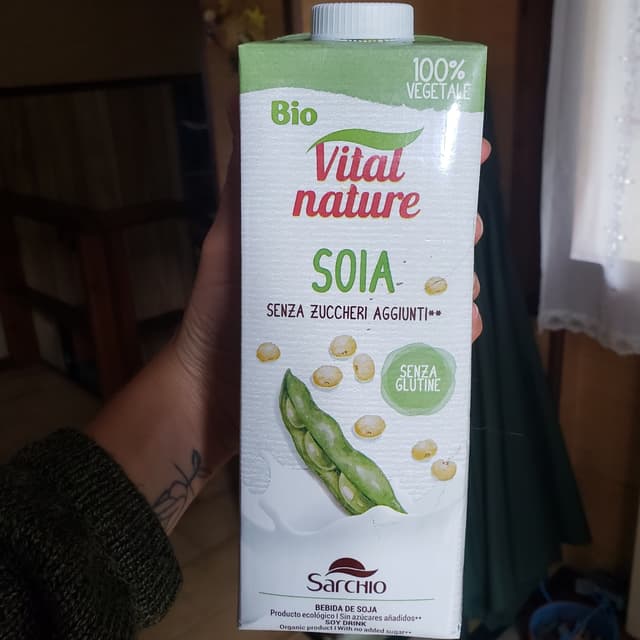 100%
VEGETALE
Bio
Vital
nature
SOIA
SENZA ZUCCHERI AGGIUNTI**
SENZA
GLUTINE
SARCHIO
BEBIDA DE SOJA
Producto ecológico | Sin azúcares añadidos**
SOY DRINK
Organic product | With no added sugar**